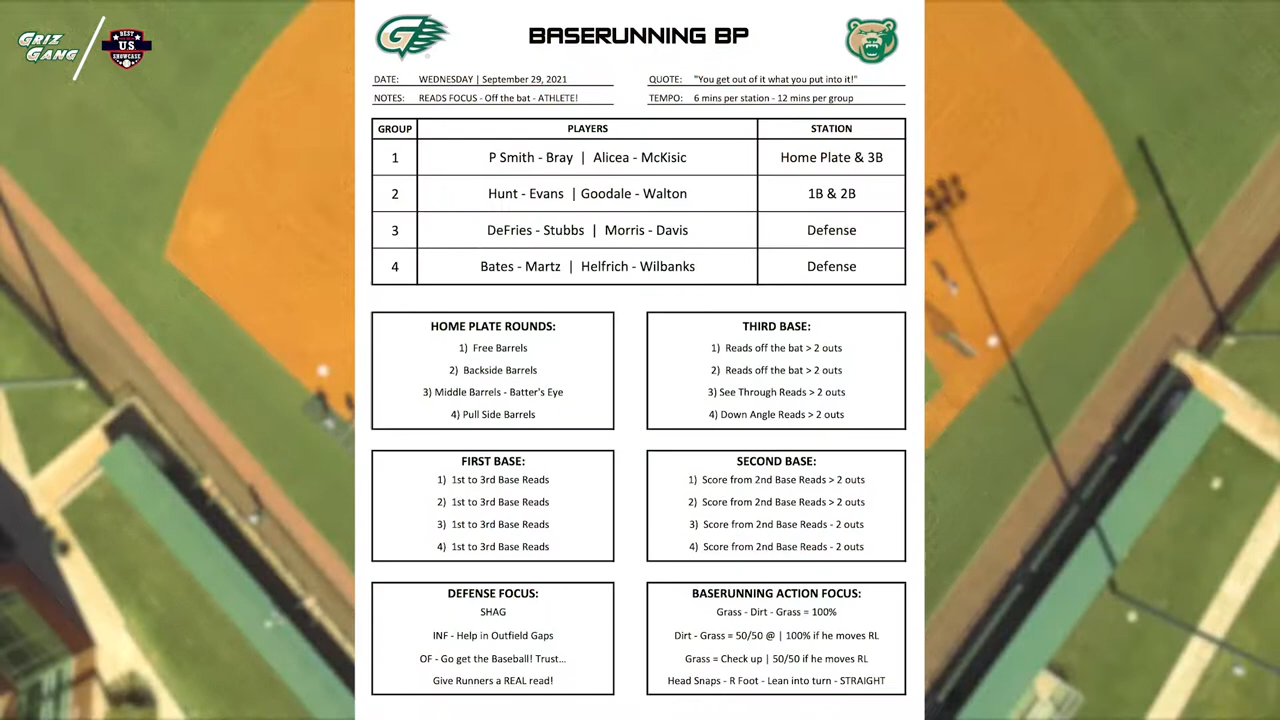 GRIZ GANG
BEST IN THE U.S. SHOWCASE
G
BASERUNNING BP
DATE: WEDNESDAY | September 29, 2021
QUOTE: "You get out of it what you put into it!"
NOTES: READS FOCUS - Off the bat - ATHLETE!
TEMPO: 6 mins per station - 12 mins per group
GROUP PLAYERS STATION
1 P Smith - Bray | Alicea - McKisic Home Plate & 3B
2 Hunt - Evans | Goodale - Walton 1B & 2B
3 DeFries - Stubbs | Morris - Davis Defense
4 Bates - Martz | Helfrich - Wilbanks Defense
HOME PLATE ROUNDS:
1) Free Barrels
2) Backside Barrels
3) Middle Barrels - Batter's Eye
4) Pull Side Barrels
THIRD BASE:
1) Reads off the bat > 2 outs
2) Reads off the bat > 2 outs
3) See Through Reads > 2 outs
4) Down Angle Reads > 2 outs
FIRST BASE:
1) 1st to 3rd Base Reads
2) 1st to 3rd Base Reads
3) 1st to 3rd Base Reads
4) 1st to 3rd Base Reads
SECOND BASE:
1) Score from 2nd Base Reads > 2 outs
2) Score from 2nd Base Reads > 2 outs
3) Score from 2nd Base Reads - 2 outs
4) Score from 2nd Base Reads - 2 outs
DEFENSE FOCUS:
SHAG
INF - Help in Outfield Gaps
OF - Go get the Baseball! Trust...
Give Runners a REAL read!
BASERUNNING ACTION FOCUS:
Grass - Dirt - Grass = 100%
Dirt - Grass = 50/50 @ | 100% if he moves RL
Grass = Check up | 50/50 if he moves RL
Head Snaps - R Foot - Lean into turn - STRAIGHT